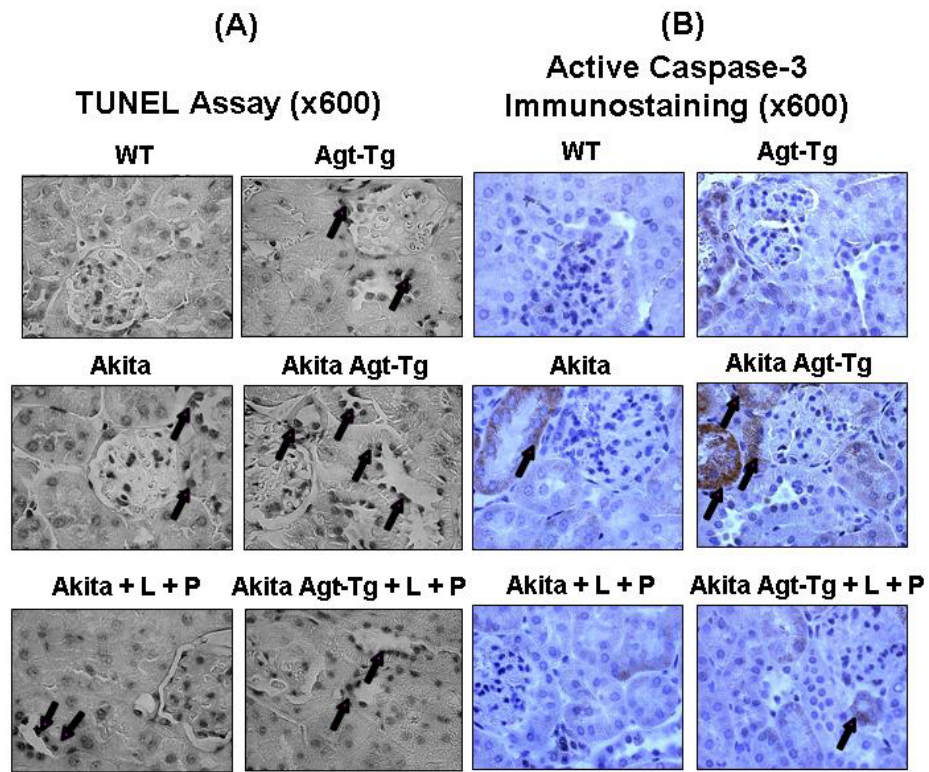 (A)
TUNEL Assay (x600)
WT
Agt-Tg
Akita
Akita Agt-Tg
Akita + L + P
Akita Agt-Tg + L + P
(B)
Active Caspase-3
Immunostaining (x600)
WT
Agt-Tg
Akita
Akita Agt-Tg
Akita + L + P
Akita Agt-Tg + L + P